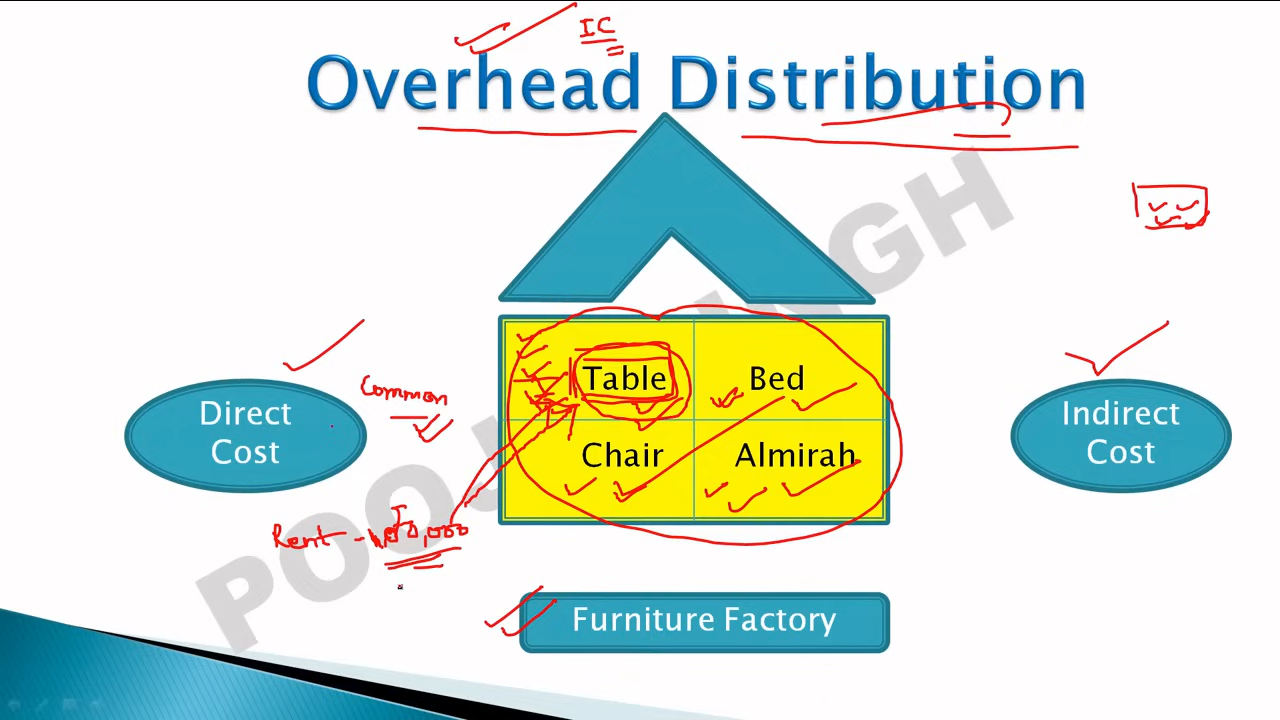 IC
Overhead Distribution
Table Bed
Chair Almirah
Direct
Cost
Common
Indirect
Cost
Rent -
Furniture Factory